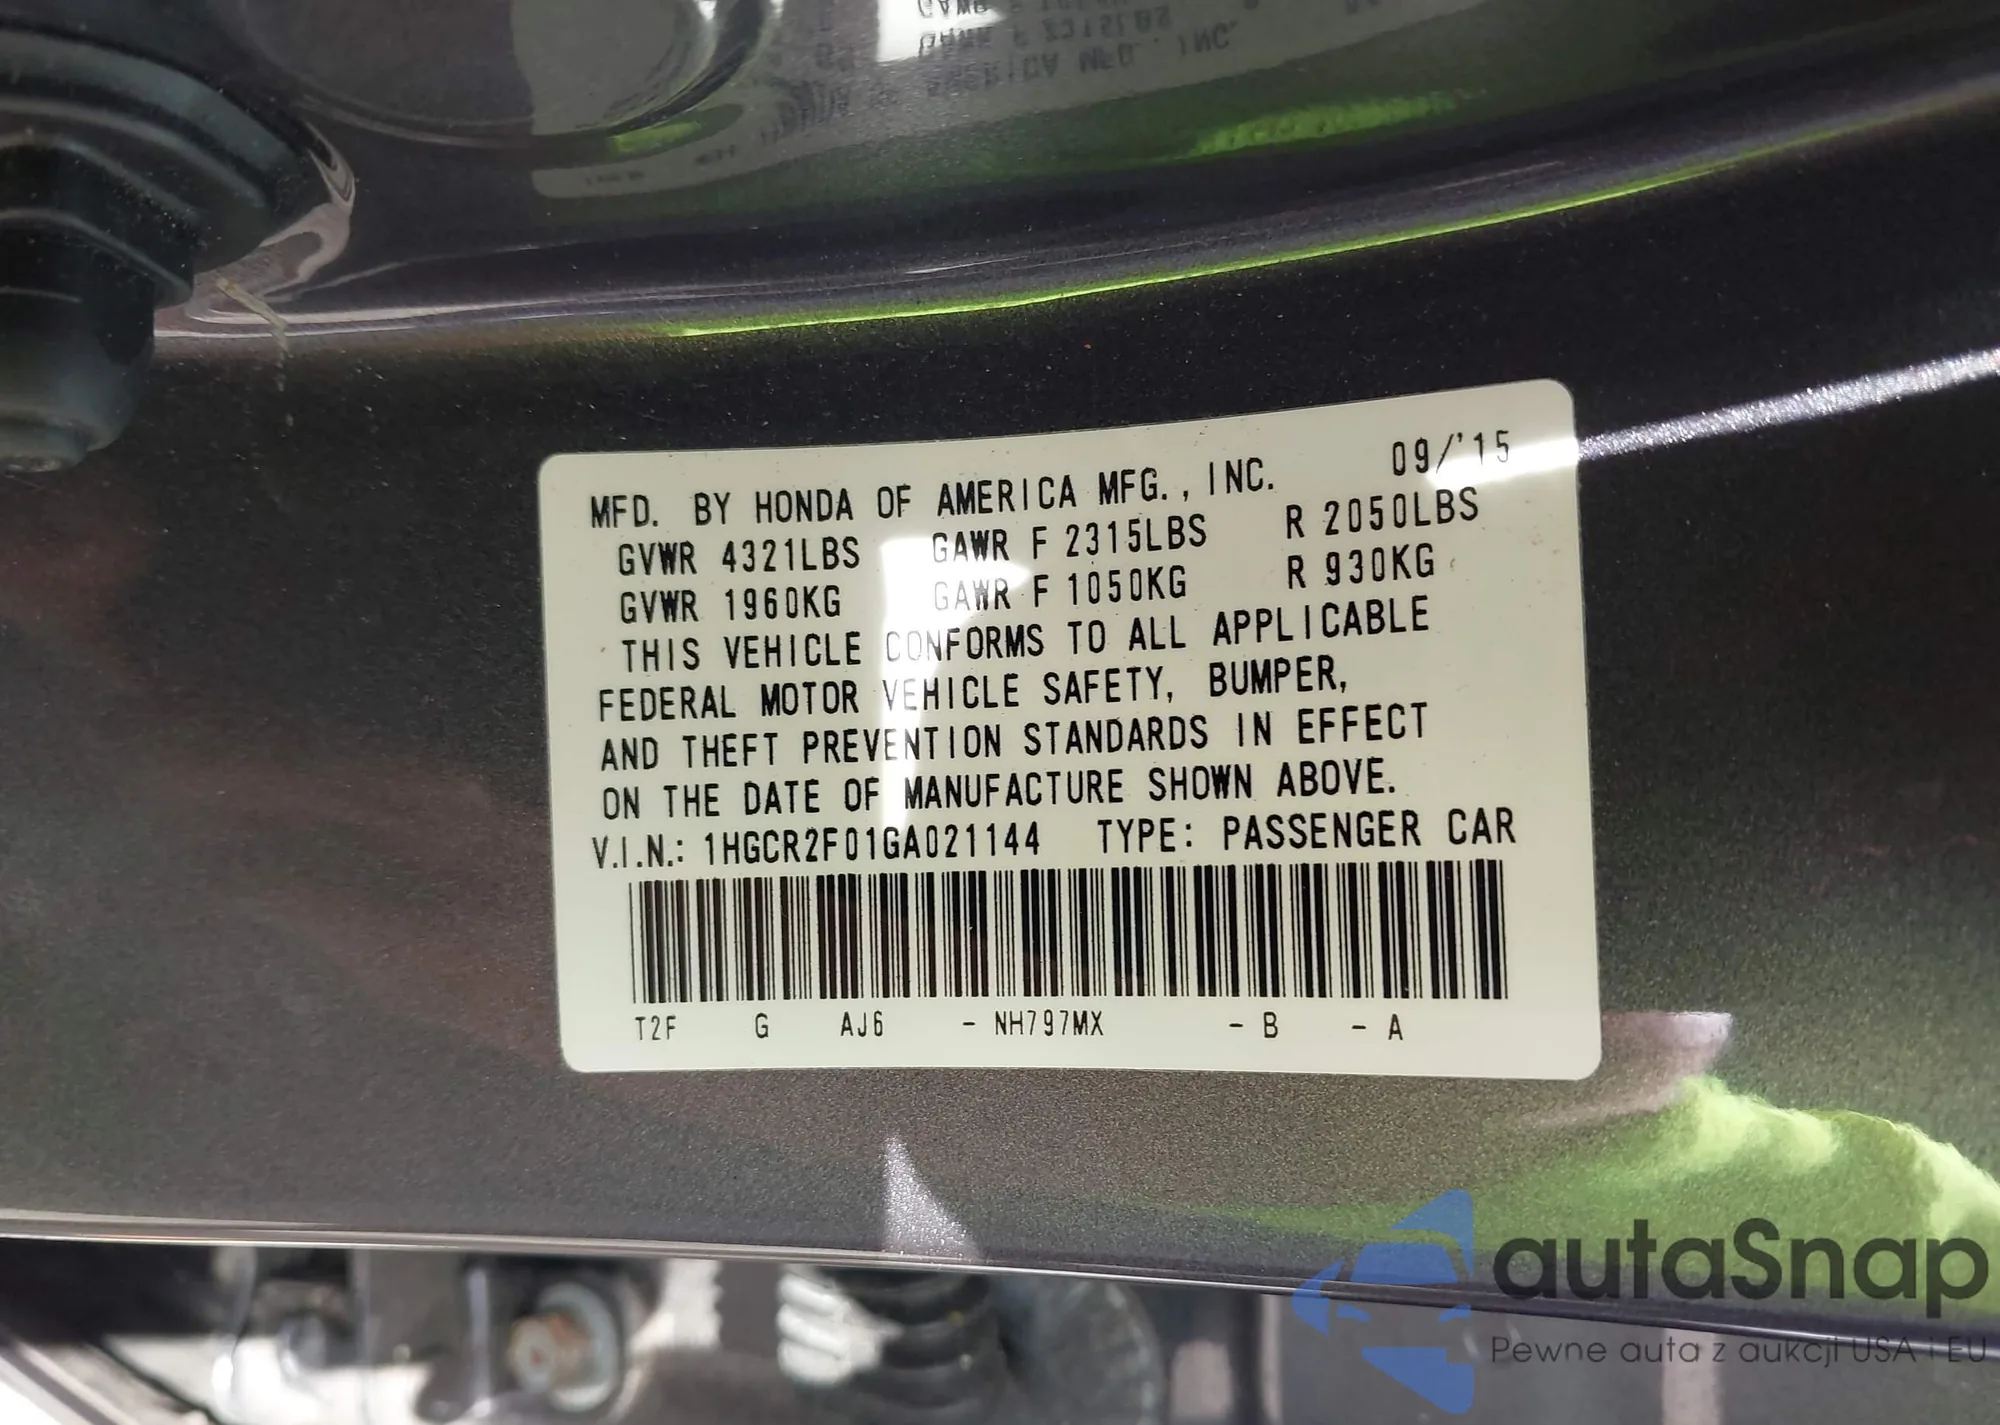 MFD. BY HONDA OF AMERICA MFG., INC. 09/'15
GVWR 4321LBS GAWR F 2315LBS R 2050LBS
GVWR 1960KG GAWR F 1050KG R 930KG
THIS VEHICLE CONFORMS TO ALL APPLICABLE
FEDERAL MOTOR VEHICLE SAFETY, BUMPER,
AND THEFT PREVENTION STANDARDS IN EFFECT
ON THE DATE OF MANUFACTURE SHOWN ABOVE.
V.I.N.: 1HGCR2F01GA021144 TYPE: PASSENGER CAR
T2F G AJ6 - NH797MX - B - A
autaSnap
Pewne auta z aukcji USA i EU